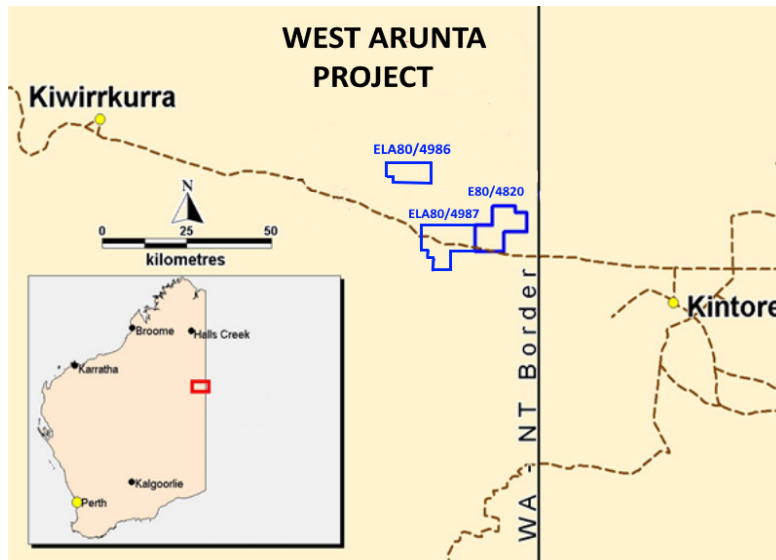 WEST ARUNTA
PROJECT
Kiwirrkurra
ELA80/4986
E80/4820
ELA80/4987
N
0 25 50
kilometres
Kintore
WA - NT Border
Broome
Halls Creek
Karratha
Kalgoorlie
Perth